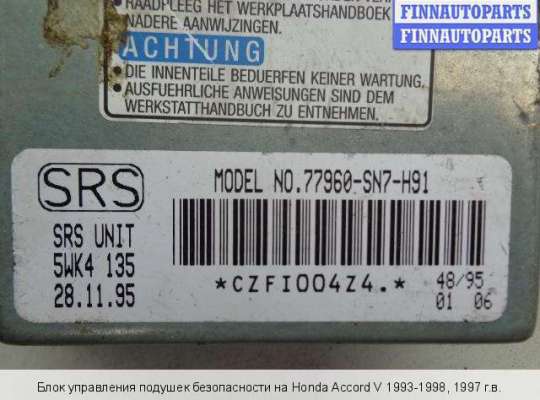 FINNAUTOPARTS
FINNAUTOPARTS
RAADPLEEG HET WERKPLAATSHANDBOEK
NADERE AANWIJZINGEN.
ACHTUNG
• DIE INNENTEILE BEDUERFEN KEINER WARTUNG.
• AUSFUEHRLICHE ANWEISUNGEN SIND DEM
WERKSTATTHANDBUCH ZU ENTNEHMEN.
SRS
MODEL NO.77960-SN7-H91
SRS UNIT
5WK4 135
28.11.95
*CZFI004Z4.*
48/95
01 06
Блок управления подушек безопасности на Honda Accord V 1993-1998, 1997 г.в.